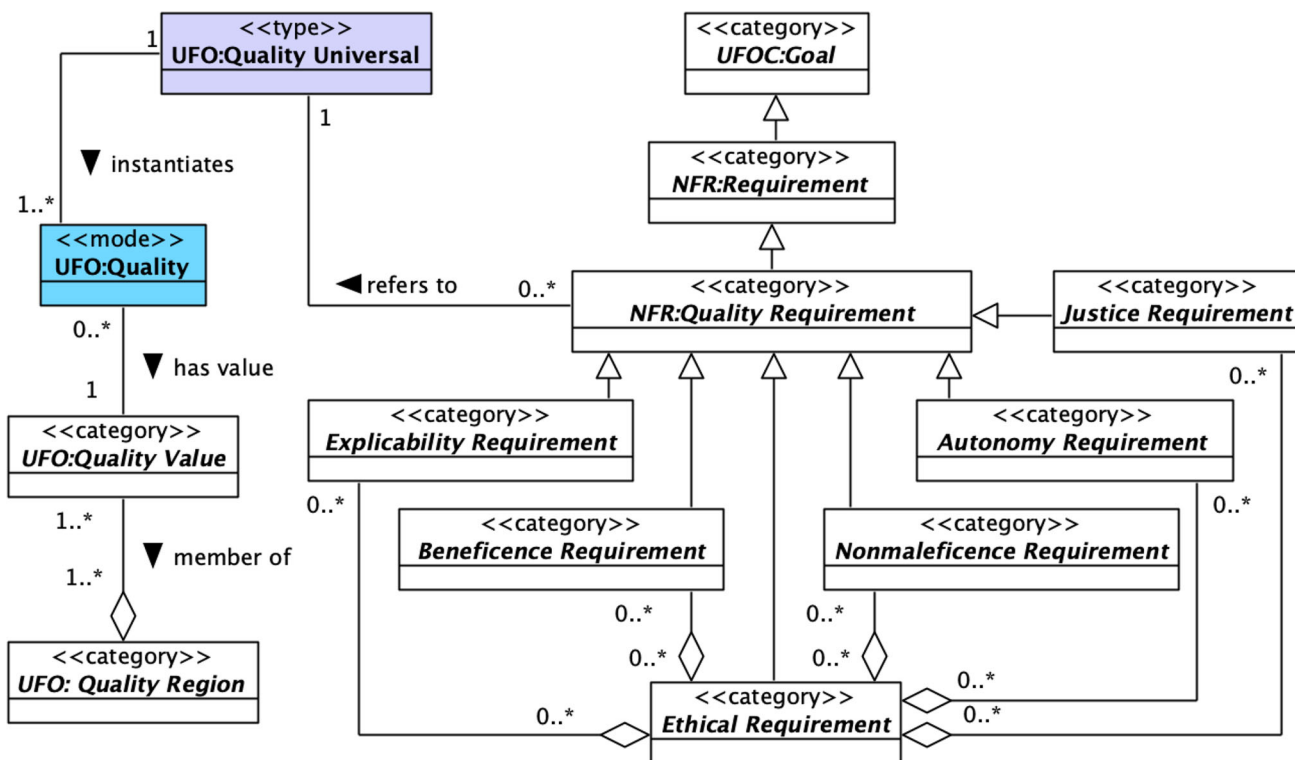 <<type>>
UFO:Quality Universal
<<category>>
UFOC:Goal
1
1
▼ instantiates
<<category>>
NFR:Requirement
1..*
<<mode>>
UFO:Quality
◀ refers to
0..*
<<category>>
NFR:Quality Requirement
<<category>>
Justice Requirement
0..*
▼ has value
1
0..*
<<category>>
UFO:Quality Value
<<category>>
Explicability Requirement
<<category>>
Autonomy Requirement
1..*
0..*
0..*
▼ member of
1..*
<<category>>
Beneficence Requirement
<<category>>
Nonmaleficence Requirement
0..*
0..*
0..*
0..*
<<category>>
UFO: Quality Region
<<category>>
Ethical Requirement
0..*
0..*
0..*